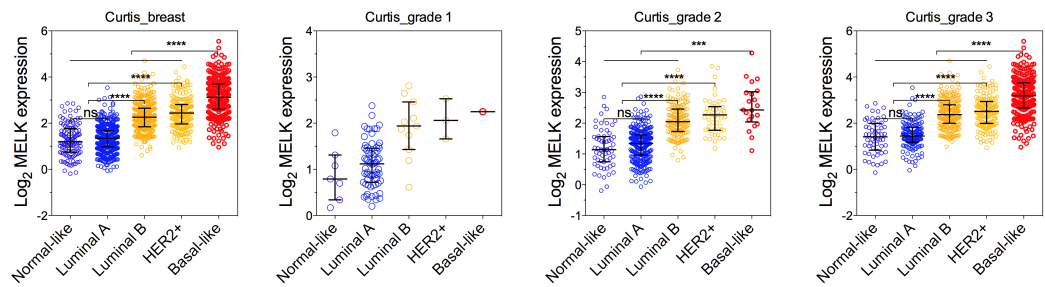 Curtis_breast
Log2 MELK expression
6
4
2
0
-2
ns
****
****
****
Normal-like
Luminal A
Luminal B
HER2+
Basal-like
Curtis_grade 1
Log2 MELK expression
4
3
2
1
0
Normal-like
Luminal A
Luminal B
HER2+
Basal-like
Curtis_grade 2
Log2 MELK expression
5
4
3
2
1
0
-1
ns
****
****
***
Normal-like
Luminal A
Luminal B
HER2+
Basal-like
Curtis_grade 3
Log2 MELK expression
6
4
2
0
-2
ns
****
****
****
Normal-like
Luminal A
Luminal B
HER2+
Basal-like